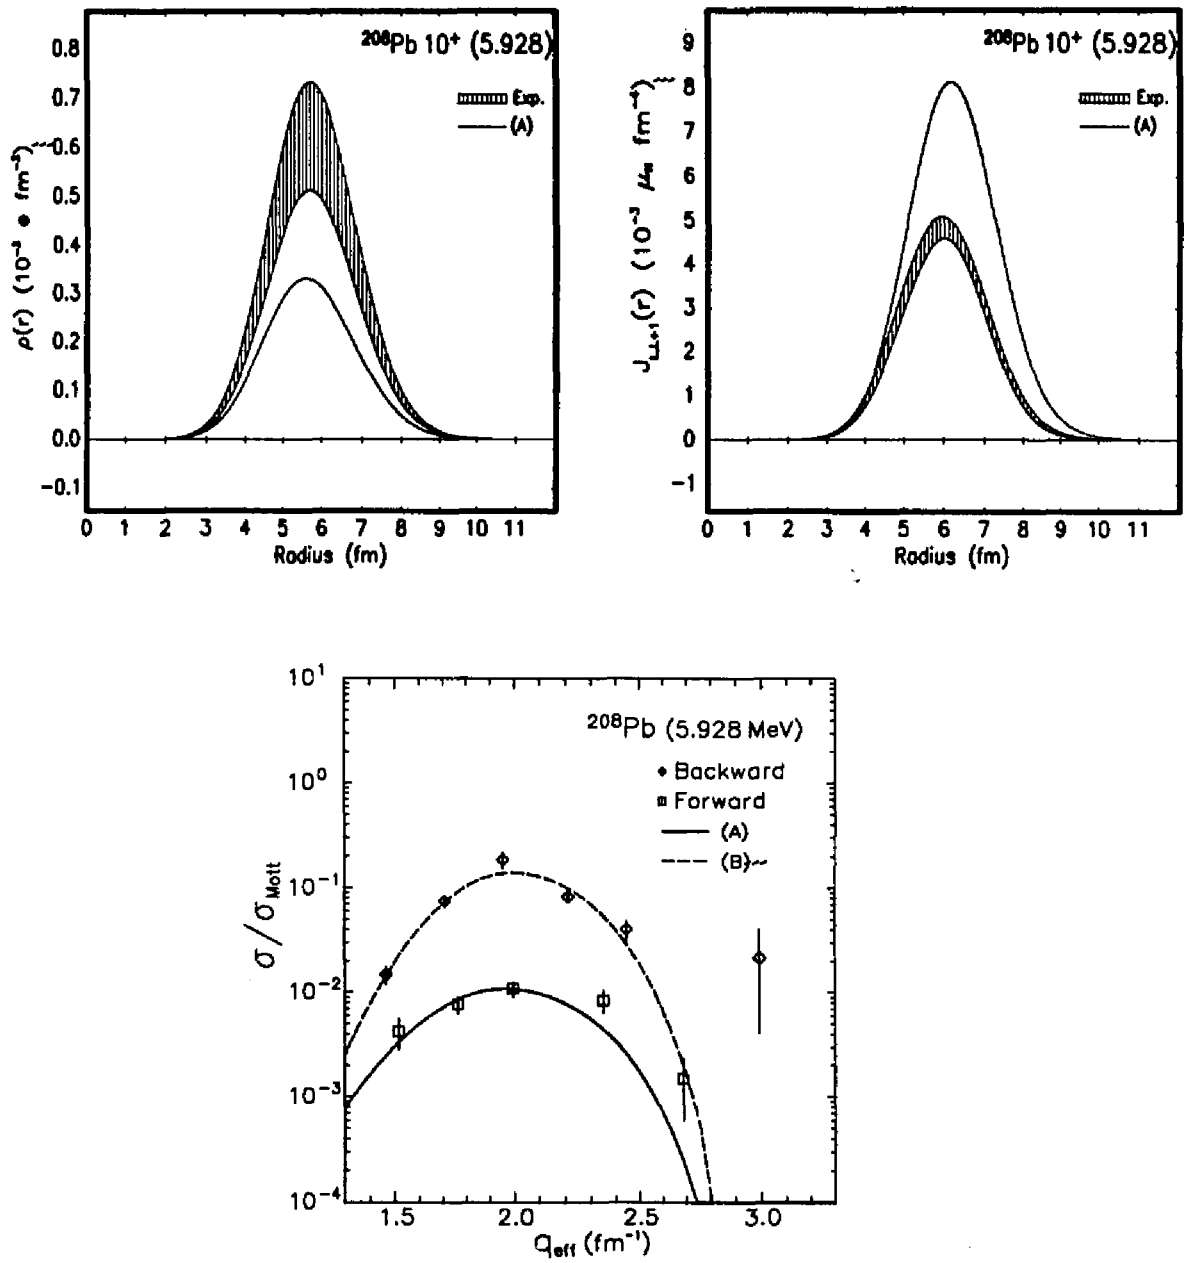 ²⁰⁸Pb 10⁺ (5.928)
Exp.
(A)
ρ(r) (10⁻³ e fm⁻³)
0.8
0.7
0.6
0.5
0.4
0.3
0.2
0.1
0.0
−0.1
0 1 2 3 4 5 6 7 8 9 10 11
Radius (fm)
²⁰⁸Pb 10⁺ (5.928)
Exp.
(A)
(10⁻³ fm⁻⁴)
9
8
7
6
5
4
3
2
1
0
−1
0 1 2 3 4 5 6 7 8 9 10 11
Radius (fm)
²⁰⁸Pb (5.928 MeV)
Backward
Forward
(A)
(B)
σ/σMott
10¹
10⁰
10⁻¹
10⁻²
10⁻³
10⁻⁴
1.5 2.0 2.5 3.0
qeff (fm⁻¹)